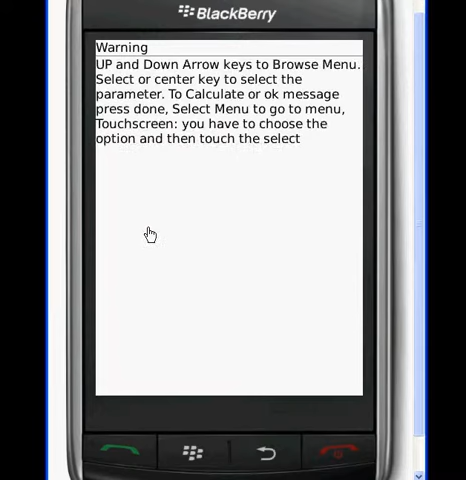 BlackBerry
Warning
UP and Down Arrow keys to Browse Menu.
Select or center key to select the
parameter. To Calculate or ok message
press done, Select Menu to go to menu,
Touchscreen: you have to choose the
option and then touch the select